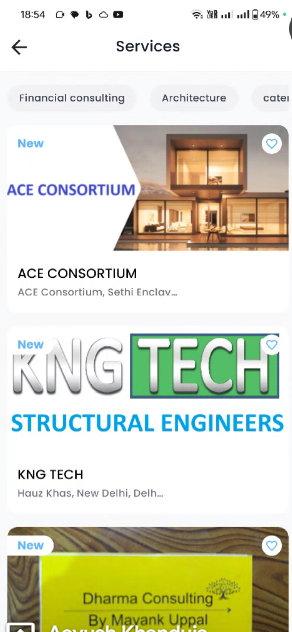 18:54
49%
Services
Financial consulting
Architecture
New
ACE CONSORTIUM
ACE CONSORTIUM
ACE Consortium, Sethi Enclav...
New
KNG TECH
STRUCTURAL ENGINEERS
KNG TECH
Hauz Khas, New Delhi, Delh...
New
Dharma Consulting
By Mayank Uppal